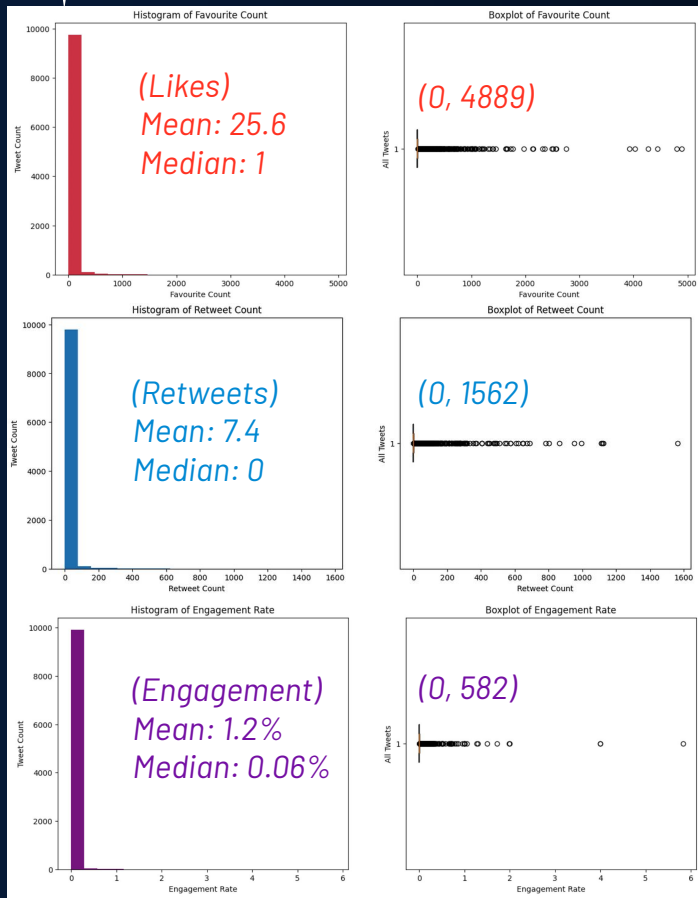 Histogram of Favourite Count
10000
8000
6000
4000
2000
0
Tweet Count
(Likes)
Mean: 25.6
Median: 1
0 1000 2000 3000 4000 5000
Favourite Count
Boxplot of Favourite Count
(0, 4889)
All Tweets
1
0 1000 2000 3000 4000 5000
Favourite Count
Histogram of Retweet Count
10000
8000
6000
4000
2000
0
Tweet Count
(Retweets)
Mean: 7.4
Median: 0
0 200 400 600 800 1000 1200 1400 1600
Retweet Count
Boxplot of Retweet Count
(0, 1562)
All Tweets
1
0 200 400 600 800 1000 1200 1400 1600
Retweet Count
Histogram of Engagement Rate
10000
8000
6000
4000
2000
0
Tweet Count
(Engagement)
Mean: 1.2%
Median: 0.06%
0 1 2 3 4 5 6
Engagement Rate
Boxplot of Engagement Rate
(0, 582)
All Tweets
1
0 1 2 3 4 5 6
Engagement Rate